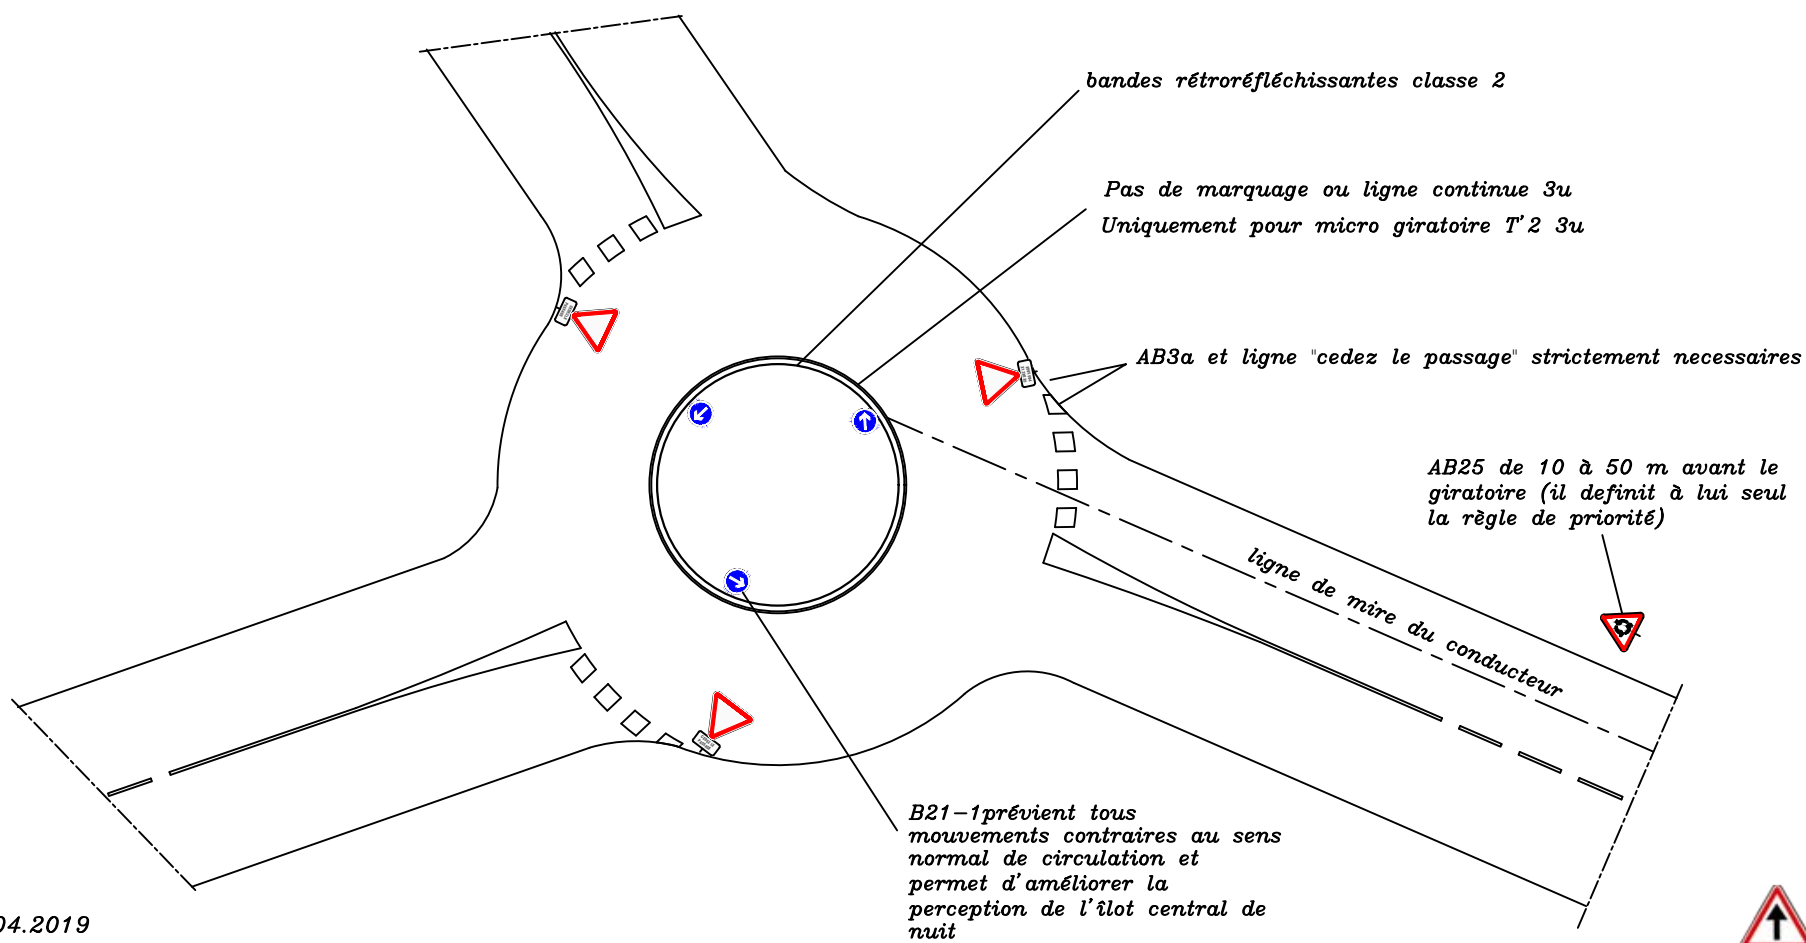 bandes rétroréfléchissantes classe 2
Pas de marquage ou ligne continue 3u
Uniquement pour micro giratoire T'2 3u
AB3a et ligne "cedez le passage" strictement necessaires
AB25 de 10 à 50 m avant le
giratoire (il definit à lui seul
la règle de priorité)
ligne de mire du conducteur
B21-1prévient tous
mouvements contraires au sens
normal de circulation et
permet d'améliorer la
perception de l'îlot central de
nuit
04.2019